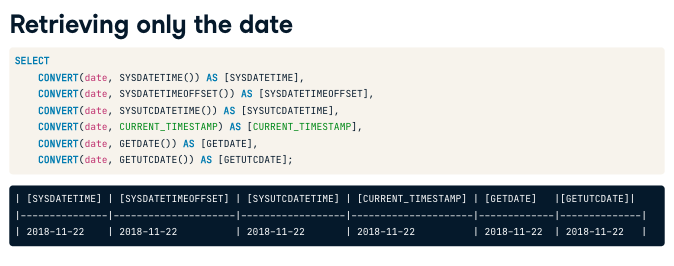 Retrieving only the date
SELECT
CONVERT(date, SYSDATETIME()) AS [SYSDATETIME],
CONVERT(date, SYSDATETIMEOFFSET()) AS [SYSDATETIMEOFFSET],
CONVERT(date, SYSUTCDATETIME()) AS [SYSUTCDATETIME],
CONVERT(date, CURRENT_TIMESTAMP) AS [CURRENT_TIMESTAMP],
CONVERT(date, GETDATE()) AS [GETDATE],
CONVERT(date, GETUTCDATE()) AS [GETUTCDATE];
| [SYSDATETIME] | [SYSDATETIMEOFFSET] | [SYSUTCDATETIME] | [CURRENT_TIMESTAMP] | [GETDATE]   |[GETUTCDATE]|
|---------------|---------------------|------------------|---------------------|-------------|--------------|
| 2018-11-22    | 2018-11-22          | 2018-11-22       | 2018-11-22          | 2018-11-22  | 2018-11-22   |